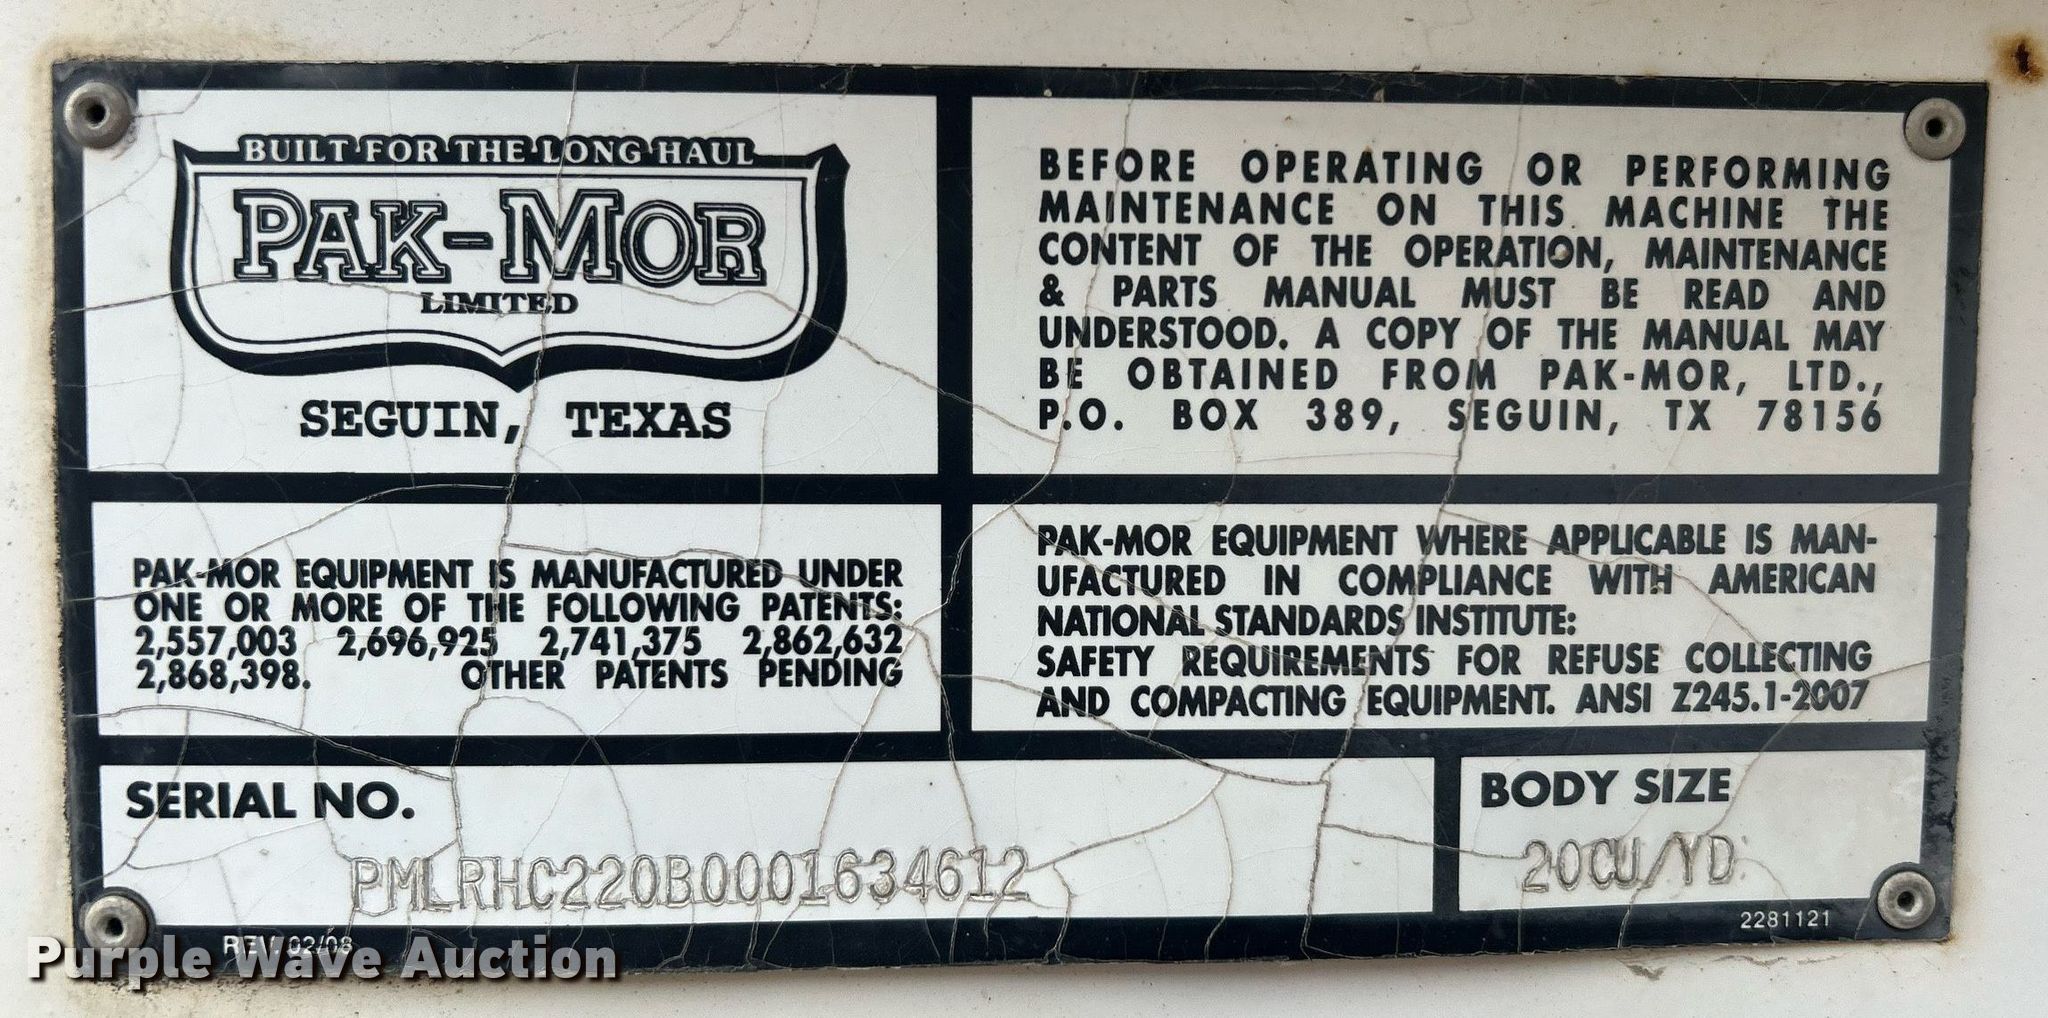 BUILT FOR THE LONG HAUL
PAK-MOR
LIMITED
SEGUIN, TEXAS
BEFORE OPERATING OR PERFORMING
MAINTENANCE ON THIS MACHINE THE
CONTENT OF THE OPERATION, MAINTENANCE
& PARTS MANUAL MUST BE READ AND
UNDERSTOOD. A COPY OF THE MANUAL MAY
BE OBTAINED FROM PAK-MOR, LTD.,
P.O. BOX 389, SEGUIN, TX 78156
PAK-MOR EQUIPMENT IS MANUFACTURED UNDER
ONE OR MORE OF THE FOLLOWING PATENTS:
2,557,003 2,696,925 2,741,375 2,862,632
2,868,398. OTHER PATENTS PENDING
PAK-MOR EQUIPMENT WHERE APPLICABLE IS MAN-
UFACTURED IN COMPLIANCE WITH AMERICAN
NATIONAL STANDARDS INSTITUTE:
SAFETY REQUIREMENTS FOR REFUSE COLLECTING
AND COMPACTING EQUIPMENT. ANSI Z245.1-2007
SERIAL NO.
PMLRHC220B0001634612
BODY SIZE
20CU/YD
REV. 02/08
2281121
Purple Wave Auction